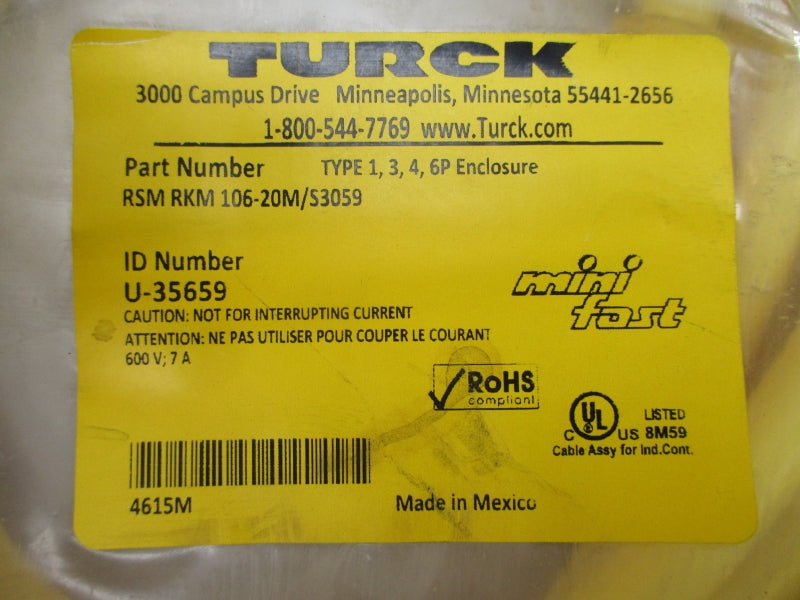 TURCK
3000 Campus Drive Minneapolis, Minnesota 55441-2656
1-800-544-7769 www.Turck.com
Part Number TYPE 1, 3, 4, 6P Enclosure
RSM RKM 106-20M/S3059
ID Number
U-35659
mini
fast
CAUTION: NOT FOR INTERRUPTING CURRENT
ATTENTION: NE PAS UTILISER POUR COUPER LE COURANT
600 V; 7 A
RoHS
compliant
C UL US LISTED
8M59
Cable Assy for Ind.Cont.
4615M
Made in Mexico